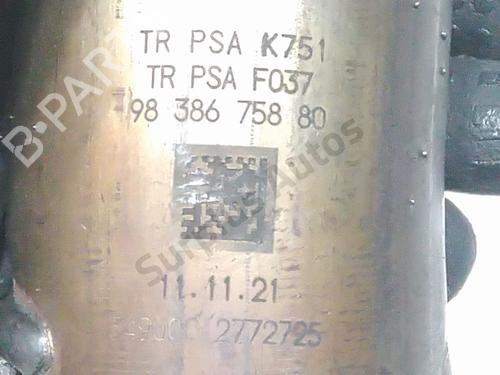 TR PSA K751
TR PSA F037
98 386 758 80
11.11.21
2772725
B-PARTS
Surplus Autos